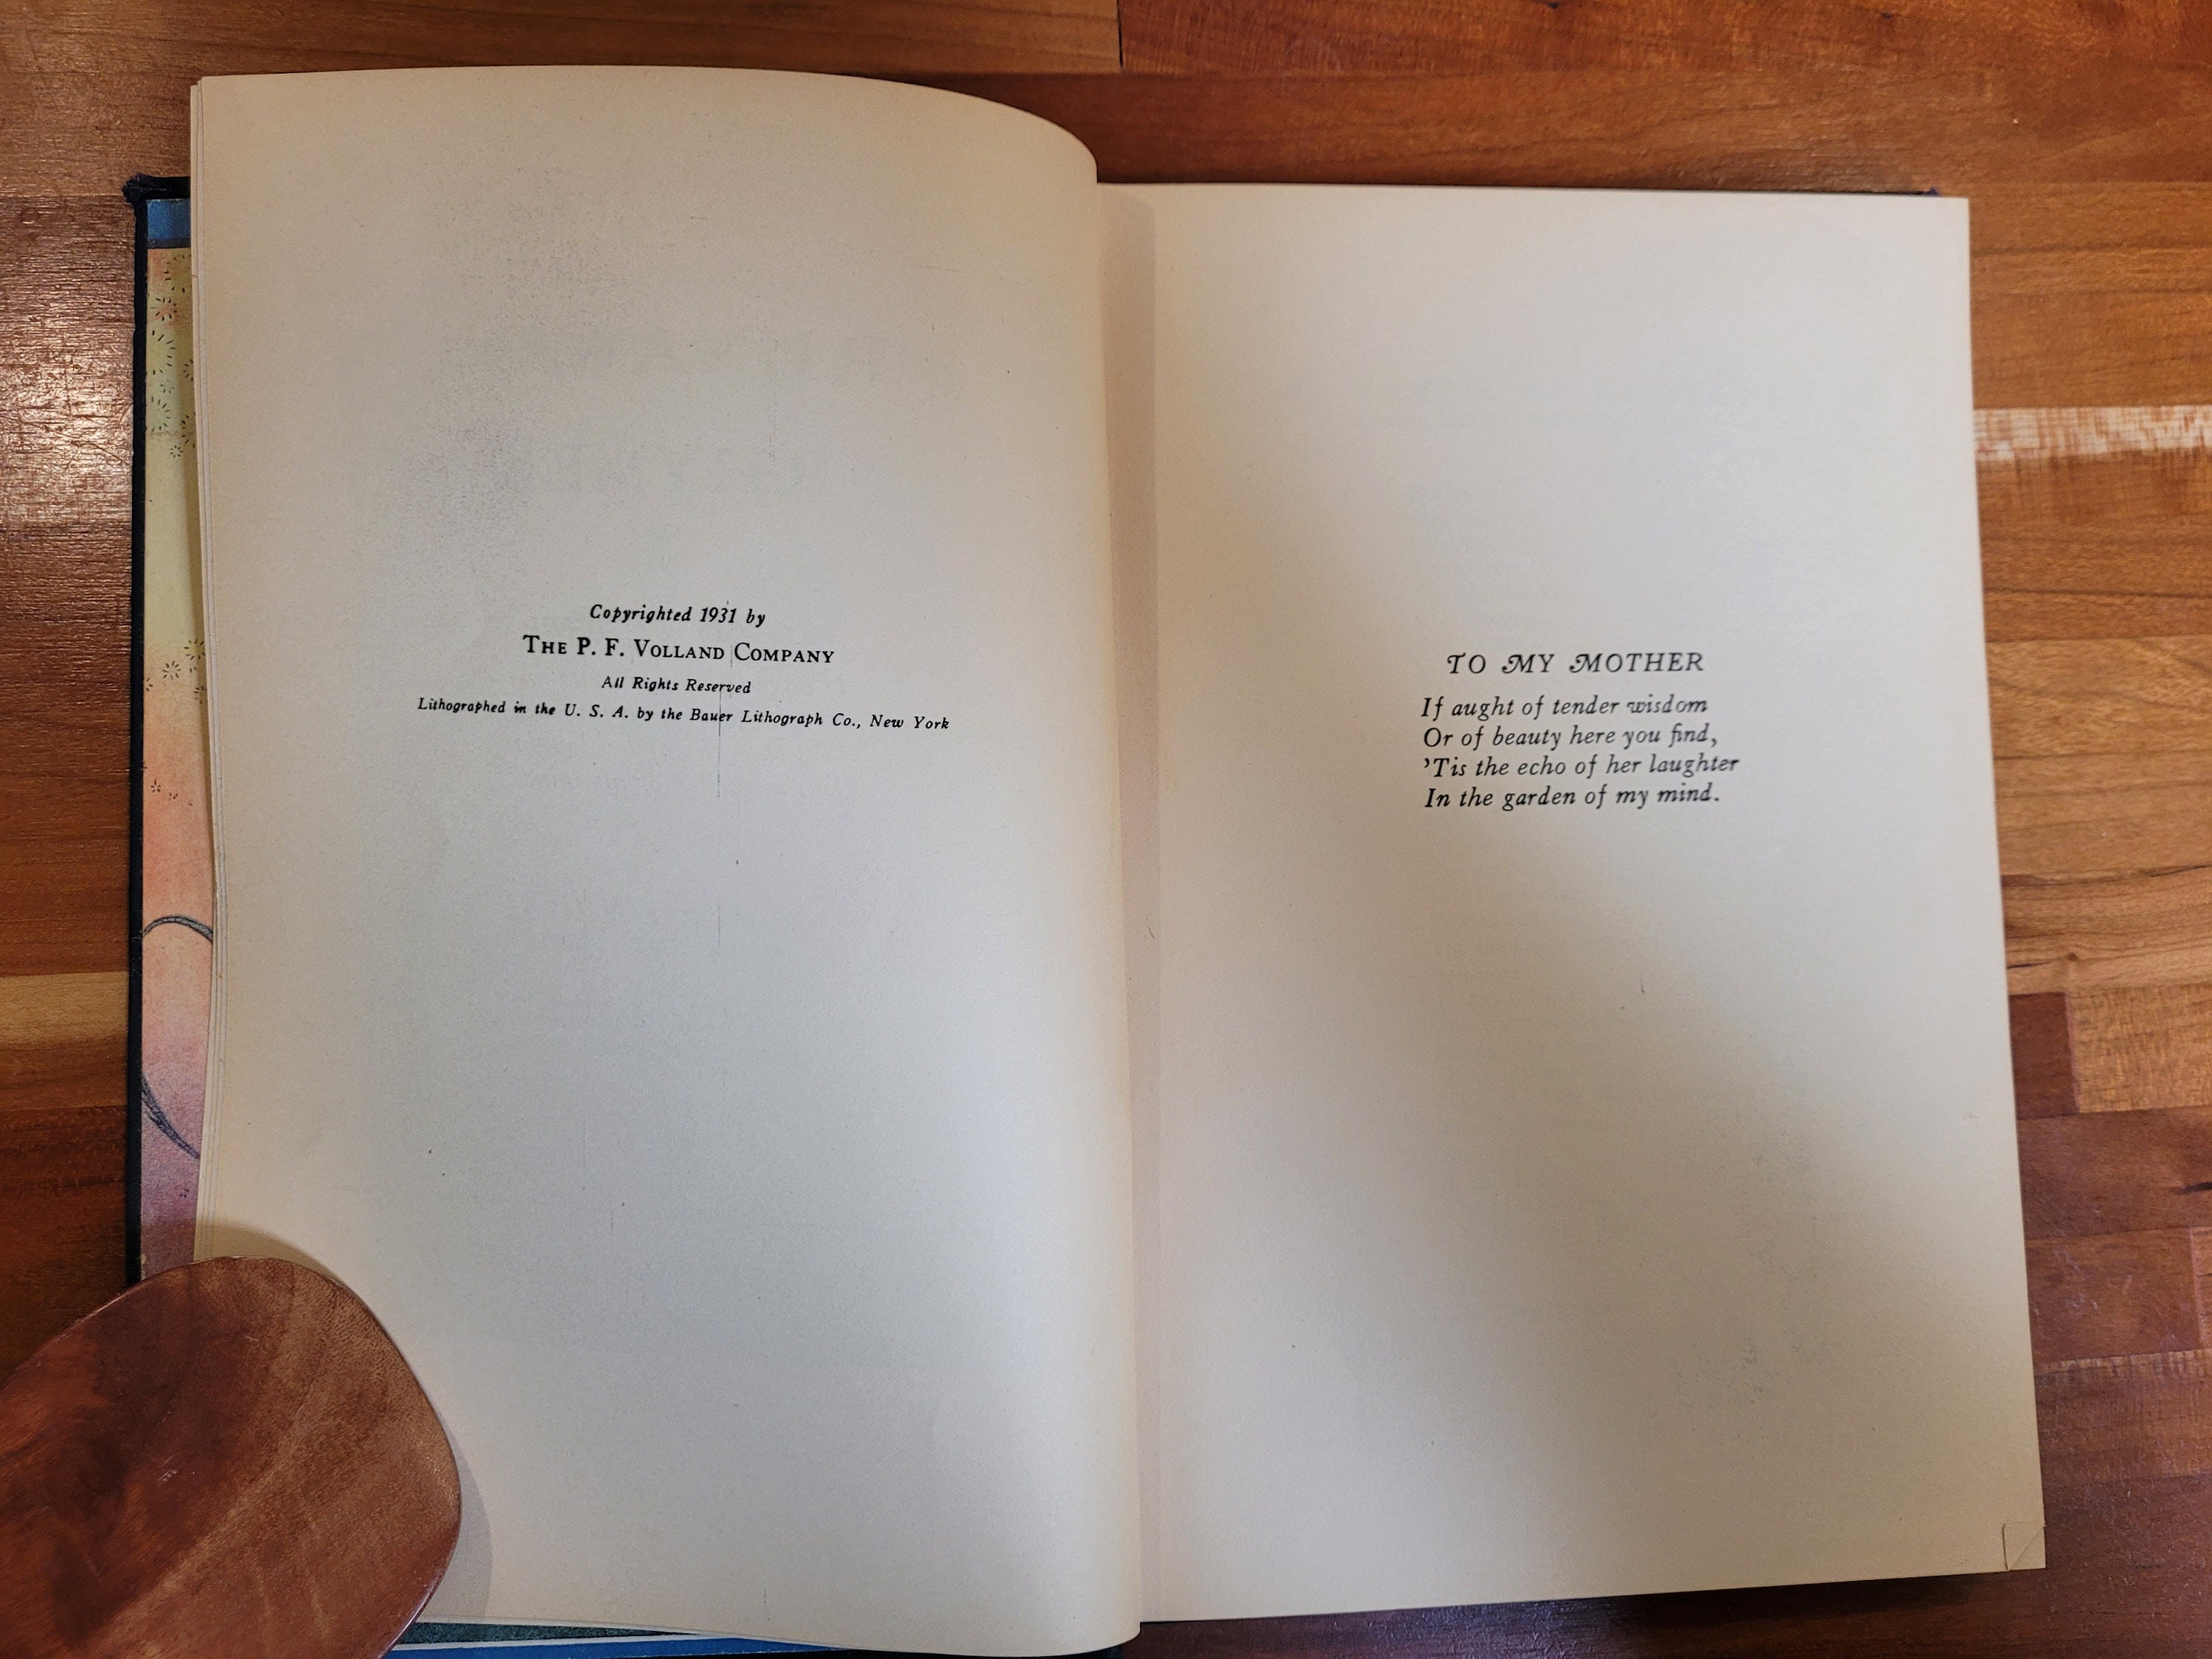 Copyrighted 1931 by
THE P. F. VOLLAND COMPANY
All Rights Reserved
Lithographed in the U. S. A. by the Bauer Lithograph Co., New York
TO MY MOTHER
If aught of tender wisdom
Or of beauty here you find,
’Tis the echo of her laughter
In the garden of my mind.